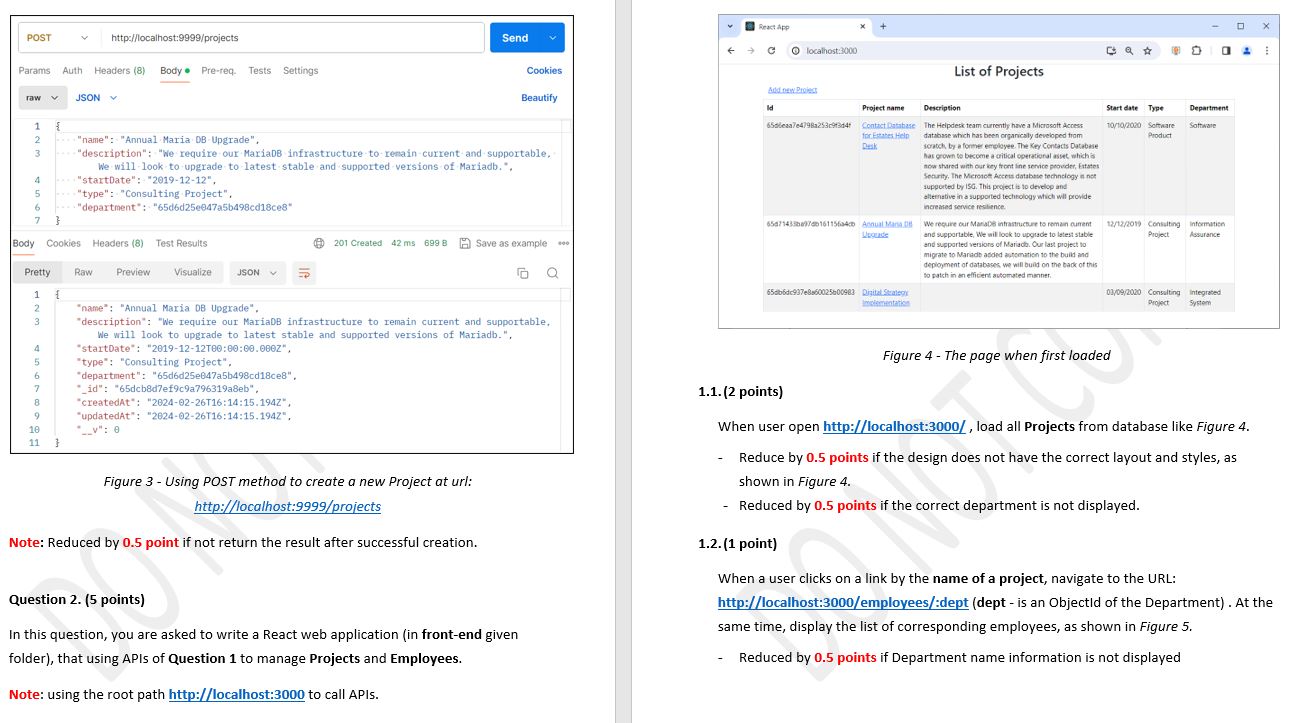 POST http://localhost:9999/projects Send
Params Auth Headers (8) Body Pre-req. Tests Settings Cookies
raw JSON Beautify
1 {
2 "name": "Annual Maria DB Upgrade",
3 "description": "We require our MariaDB infrastructure to remain current and supportable,
We will look to upgrade to latest stable and supported versions of Mariadb.",
4 "startDate": "2019-12-12",
5 "type": "Consulting Project",
6 "department": "65d6d25e047a5b498cd18ce8"
7 }
Body Cookies Headers (8) Test Results 201 Created 42 ms 699 B Save as example
Pretty Raw Preview Visualize JSON
1 {
2 "name": "Annual Maria DB Upgrade",
3 "description": "We require our MariaDB infrastructure to remain current and supportable,
We will look to upgrade to latest stable and supported versions of Mariadb.",
4 "startDate": "2019-12-12T00:00:00.000Z",
5 "type": "Consulting Project",
6 "department": "65d6d25e047a5b498cd18ce8",
7 "_id": "65dcb8d7ef9c9a796319a8eb",
8 "createdAt": "2024-02-26T16:14:15.194Z",
9 "updatedAt": "2024-02-26T16:14:15.194Z",
10 "__v": 0
11 }
Figure 3 - Using POST method to create a new Project at url:
http://localhost:9999/projects
Note: Reduced by 0.5 point if not return the result after successful creation.
Question 2. (5 points)
In this question, you are asked to write a React web application (in front-end given
folder), that using APIs of Question 1 to manage Projects and Employees.
Note: using the root path http://localhost:3000 to call APIs.
DO NOT
React App
localhost:3000
List of Projects
Add new Project
Id Project name Description Start date Type Department
65d6eaa7e4798a253c9f3d4f Contact Database The Helpdesk team currently have a Microsoft Access 10/10/2020 Software Software
for Estates Help database which has been organically developed from Product
Desk scratch, by a former employee. The Key Contacts Database
has grown to become a critical operational asset, which is
now shared with our key front line service provider, Estates
Security. The Microsoft Access database technology is not
supported by ISG. This project is to develop and
alternative in a supported technology which will provide
increased service resilience.
65d71433ba97db161156a4cb Annual Maria DB We require our MariaDB infrastructure to remain current 12/12/2019 Consulting Information
Upgrade and supportable, We will look to upgrade to latest stable Project Assurance
and supported versions of Mariadb. Our last project to
migrate to Mariadb added automation to the build and
deployment of databases, we will build on the back of this
to patch in an efficient automated manner.
65db6dc937e8a60025b00983 Digital Strategy 03/09/2020 Consulting Integrated
Implementation Project System
Figure 4 - The page when first loaded
1.1. (2 points)
When user open http://localhost:3000/ , load all Projects from database like Figure 4.
- Reduce by 0.5 points if the design does not have the correct layout and styles, as
shown in Figure 4.
- Reduced by 0.5 points if the correct department is not displayed.
1.2. (1 point)
When a user clicks on a link by the name of a project, navigate to the URL:
http://localhost:3000/employees/:dept (dept - is an ObjectId of the Department) . At the
same time, display the list of corresponding employees, as shown in Figure 5.
- Reduced by 0.5 points if Department name information is not displayed